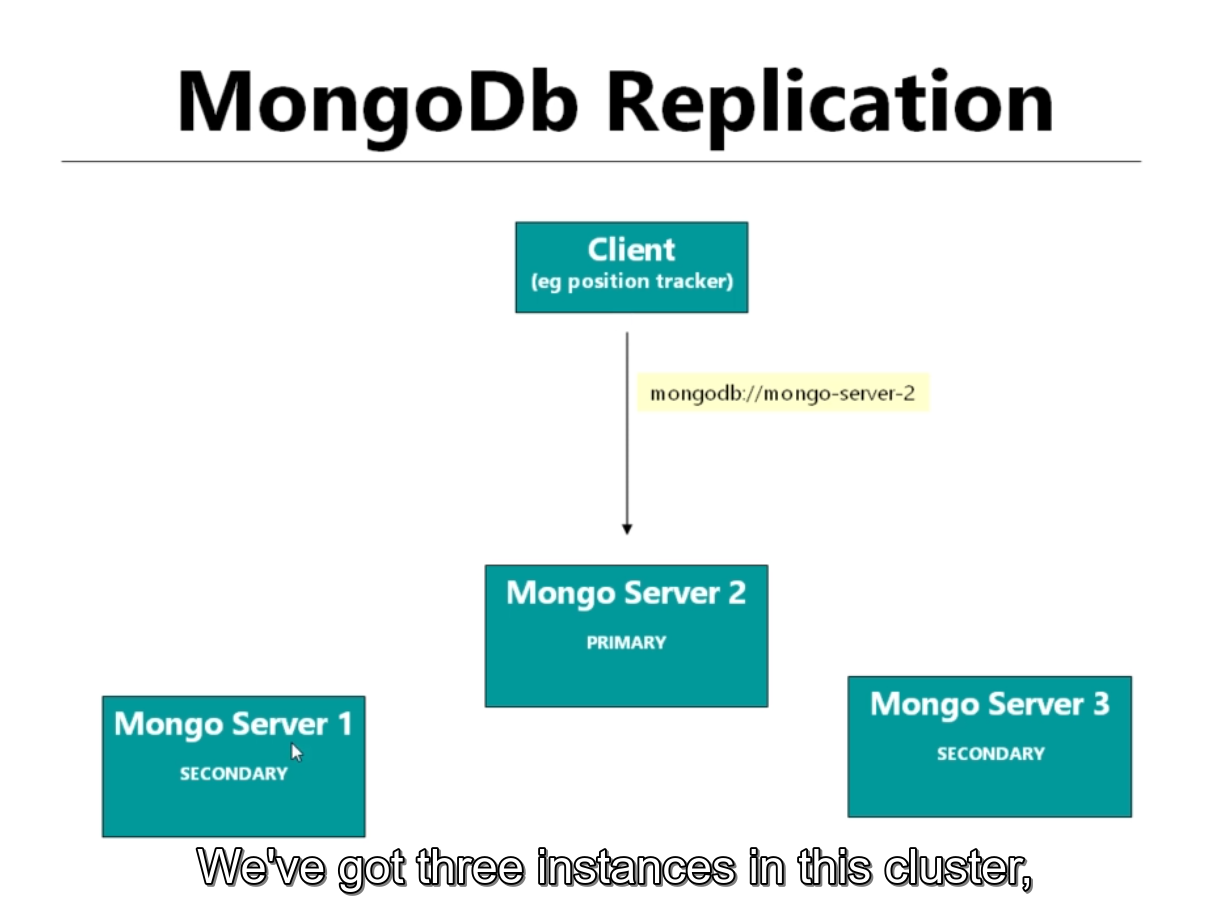 MongoDb Replication
Client
(eg position tracker)
mongodb://mongo-server-2
Mongo Server 2
PRIMARY
Mongo Server 1
SECONDARY
Mongo Server 3
SECONDARY
We've got three instances in this cluster,